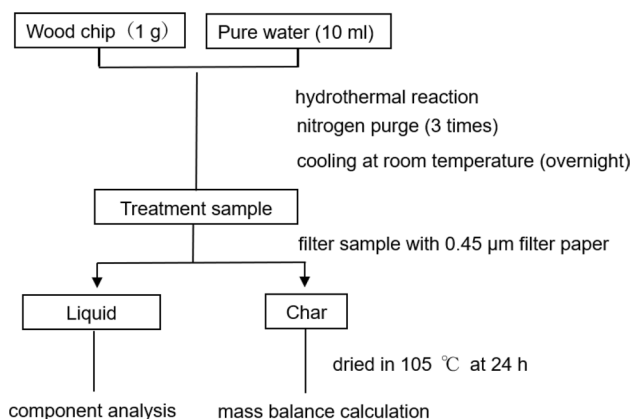 Wood chip（1 g）
Pure water (10 ml)
hydrothermal reaction
nitrogen purge (3 times)
cooling at room temperature (overnight)
Treatment sample
filter sample with 0.45 μm filter paper
Liquid
Char
dried in 105 ℃ at 24 h
component analysis
mass balance calculation